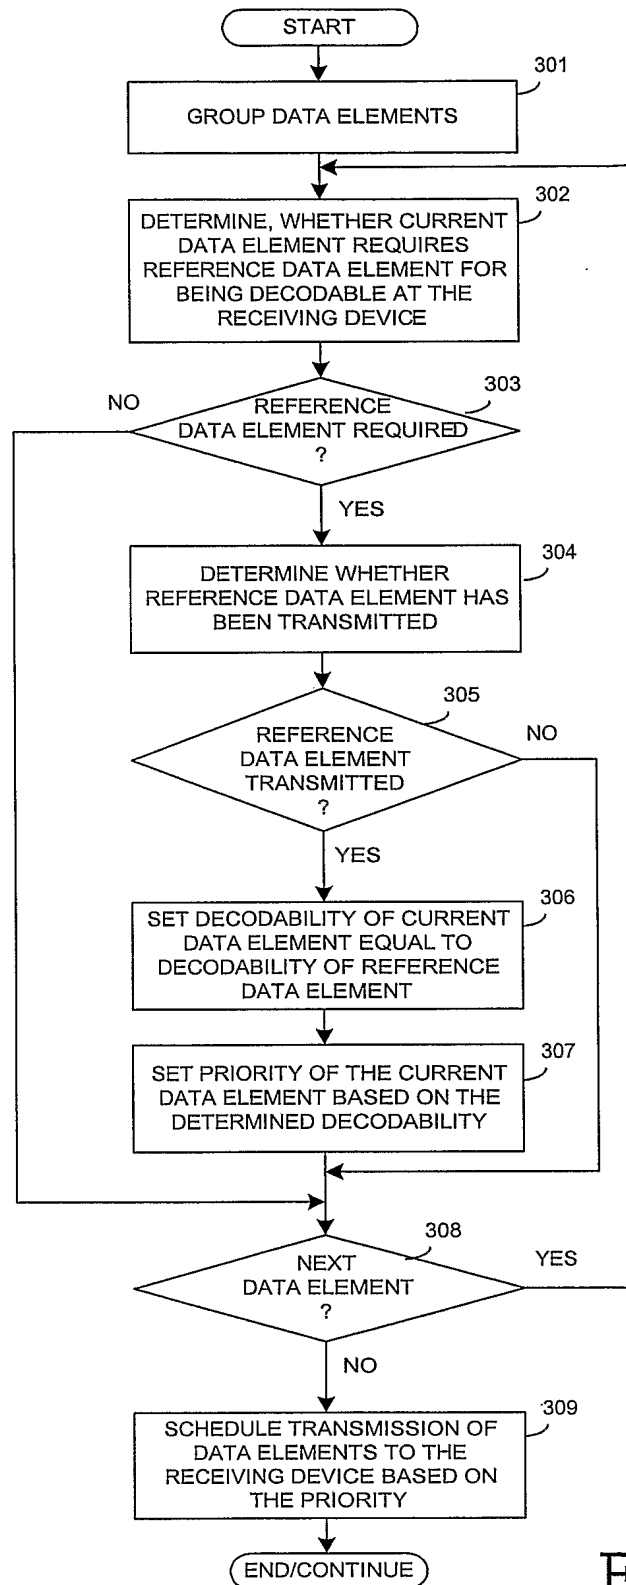 START
301
GROUP DATA ELEMENTS
302
DETERMINE, WHETHER CURRENT
DATA ELEMENT REQUIRES
REFERENCE DATA ELEMENT FOR
BEING DECODABLE AT THE
RECEIVING DEVICE
303
NO
REFERENCE
DATA ELEMENT REQUIRED
?
YES
304
DETERMINE WHETHER
REFERENCE DATA ELEMENT HAS
BEEN TRANSMITTED
305
NO
REFERENCE
DATA ELEMENT
TRANSMITTED
?
YES
306
SET DECODABILITY OF CURRENT
DATA ELEMENT EQUAL TO
DECODABILITY OF REFERENCE
DATA ELEMENT
307
SET PRIORITY OF THE CURRENT
DATA ELEMENT BASED ON THE
DETERMINED DECODABILITY
308
YES
NEXT
DATA ELEMENT
?
NO
309
SCHEDULE TRANSMISSION OF
DATA ELEMENTS TO THE
RECEIVING DEVICE BASED ON
THE PRIORITY
END/CONTINUE